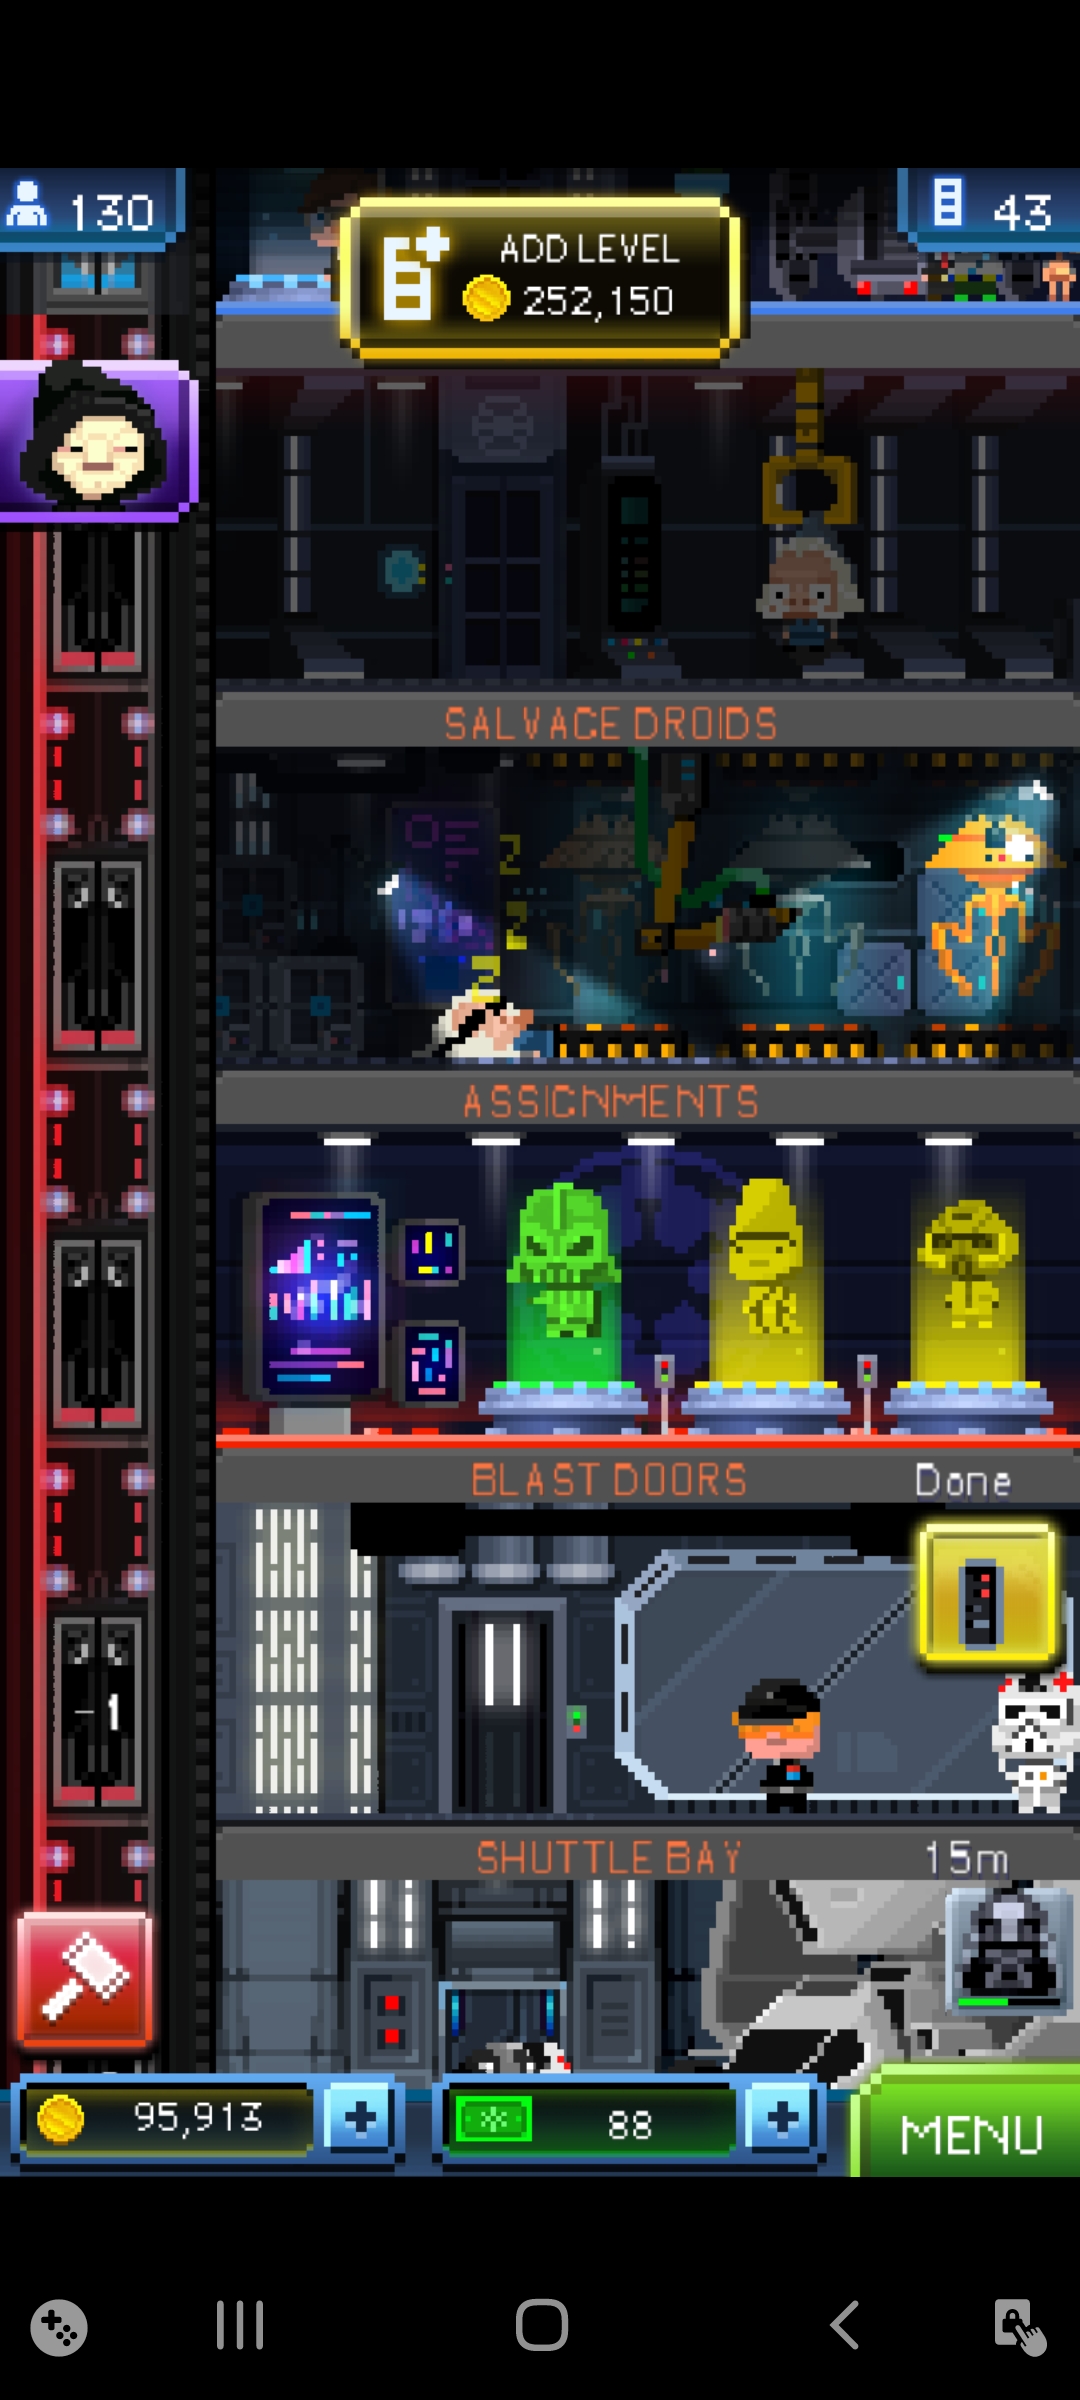 130
43
ADD LEVEL
252,150
SALVAGE DROIDS
ASSIGNMENTS
BLAST DOORS Done
-1
SHUTTLE BAY 15m
95,913
88
MENU